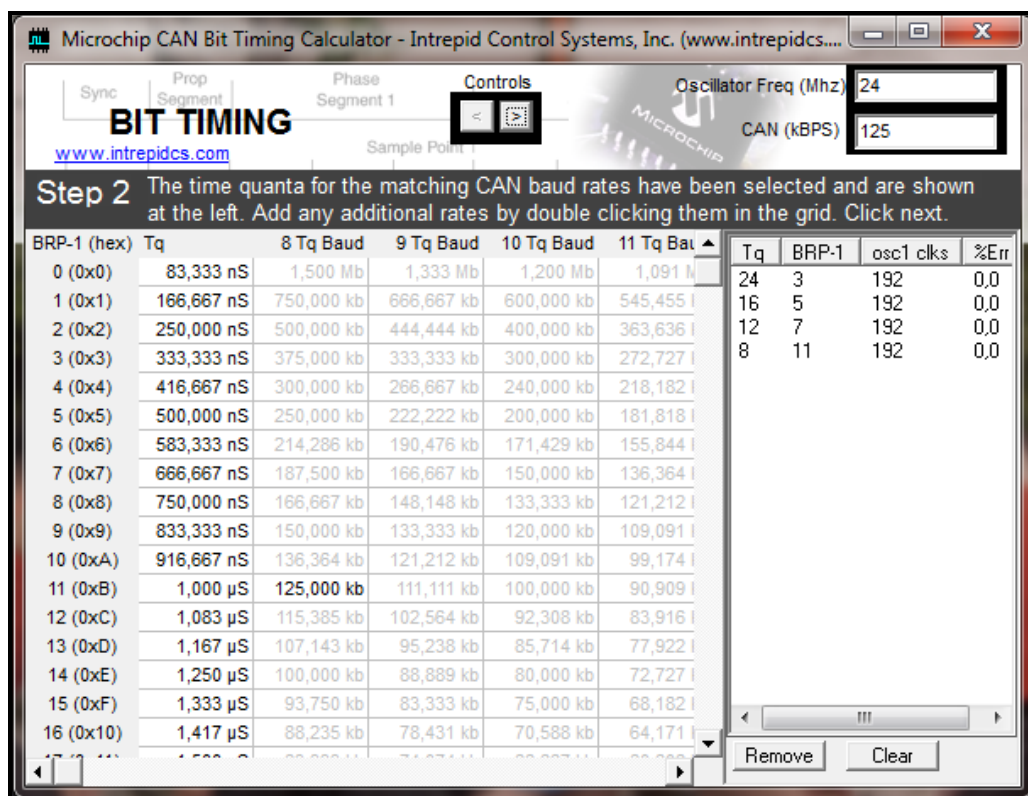 Microchip CAN Bit Timing Calculator - Intrepid Control Systems, Inc. (www.intrepidcs....
Sync
Prop Segment
Phase Segment 1
Controls
Oscillator Freq (Mhz) 24
BIT TIMING
< >
MICROCHIP
CAN (kBPS) 125
www.intrepidcs.com
Sample Point
Step 2 The time quanta for the matching CAN baud rates have been selected and are shown
at the left. Add any additional rates by double clicking them in the grid. Click next.
BRP-1 (hex) Tq 8 Tq Baud 9 Tq Baud 10 Tq Baud 11 Tq Bau
0 (0x0) 83,333 nS 1,500 Mb 1,333 Mb 1,200 Mb 1,091
1 (0x1) 166,667 nS 750,000 kb 666,667 kb 600,000 kb 545,455
2 (0x2) 250,000 nS 500,000 kb 444,444 kb 400,000 kb 363,636
3 (0x3) 333,333 nS 375,000 kb 333,333 kb 300,000 kb 272,727
4 (0x4) 416,667 nS 300,000 kb 266,667 kb 240,000 kb 218,182
5 (0x5) 500,000 nS 250,000 kb 222,222 kb 200,000 kb 181,818
6 (0x6) 583,333 nS 214,286 kb 190,476 kb 171,429 kb 155,844
7 (0x7) 666,667 nS 187,500 kb 166,667 kb 150,000 kb 136,364
8 (0x8) 750,000 nS 166,667 kb 148,148 kb 133,333 kb 121,212
9 (0x9) 833,333 nS 150,000 kb 133,333 kb 120,000 kb 109,091
10 (0xA) 916,667 nS 136,364 kb 121,212 kb 109,091 kb 99,174
11 (0xB) 1,000 µS 125,000 kb 111,111 kb 100,000 kb 90,909
12 (0xC) 1,083 µS 115,385 kb 102,564 kb 92,308 kb 83,916
13 (0xD) 1,167 µS 107,143 kb 95,238 kb 85,714 kb 77,922
14 (0xE) 1,250 µS 100,000 kb 88,889 kb 80,000 kb 72,727
15 (0xF) 1,333 µS 93,750 kb 83,333 kb 75,000 kb 68,182
16 (0x10) 1,417 µS 88,235 kb 78,431 kb 70,588 kb 64,171
Tq BRP-1 osc1 clks %Err
24 3 192 0,0
16 5 192 0,0
12 7 192 0,0
8 11 192 0,0
Remove Clear